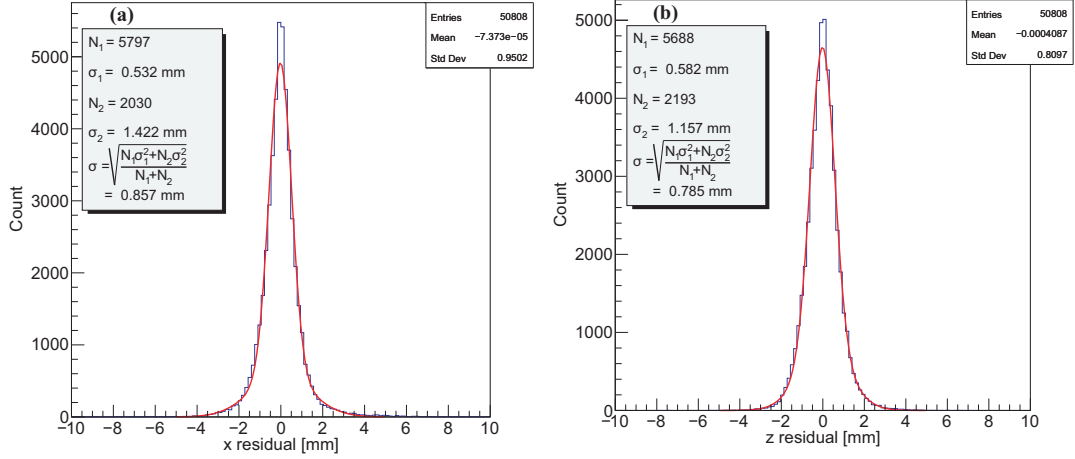 (a)
Entries 50808
Mean −7.373e−05
Std Dev 0.9502
N₁ = 5797
σ₁ = 0.532 mm
N₂ = 2030
σ₂ = 1.422 mm
σ = √((N₁σ₁²+N₂σ₂²)/(N₁+N₂))
= 0.857 mm
Count
5000
4000
3000
2000
1000
0
−10 −8 −6 −4 −2 0 2 4 6 8 10
x residual [mm]
(b)
Entries 50808
Mean −0.0004087
Std Dev 0.8097
N₁ = 5688
σ₁ = 0.582 mm
N₂ = 2193
σ₂ = 1.157 mm
σ = √((N₁σ₁²+N₂σ₂²)/(N₁+N₂))
= 0.785 mm
Count
5000
4000
3000
2000
1000
0
−10 −8 −6 −4 −2 0 2 4 6 8 10
z residual [mm]